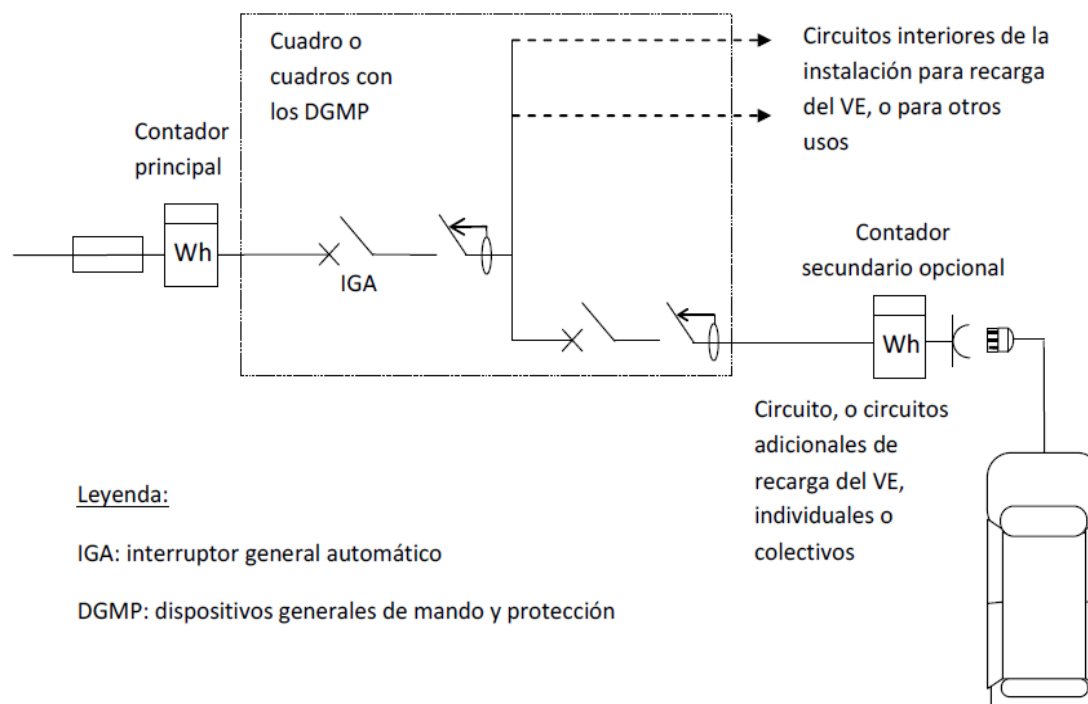 Cuadro o
cuadros con
los DGMP
Circuitos interiores de la
instalación para recarga
del VE, o para otros
usos
Contador
principal
Wh
IGA
Contador
secundario opcional
Wh
Circuito, o circuitos
adicionales de
recarga del VE,
individuales o
colectivos
Leyenda:
IGA: interruptor general automático
DGMP: dispositivos generales de mando y protección